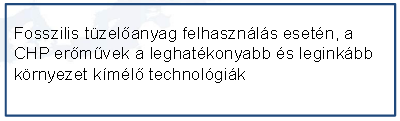 Fosszilis tüzelőanyag felhasználás esetén, a
CHP erőművek a leghatékonyabb és leginkább
környezet kímélő technológiák